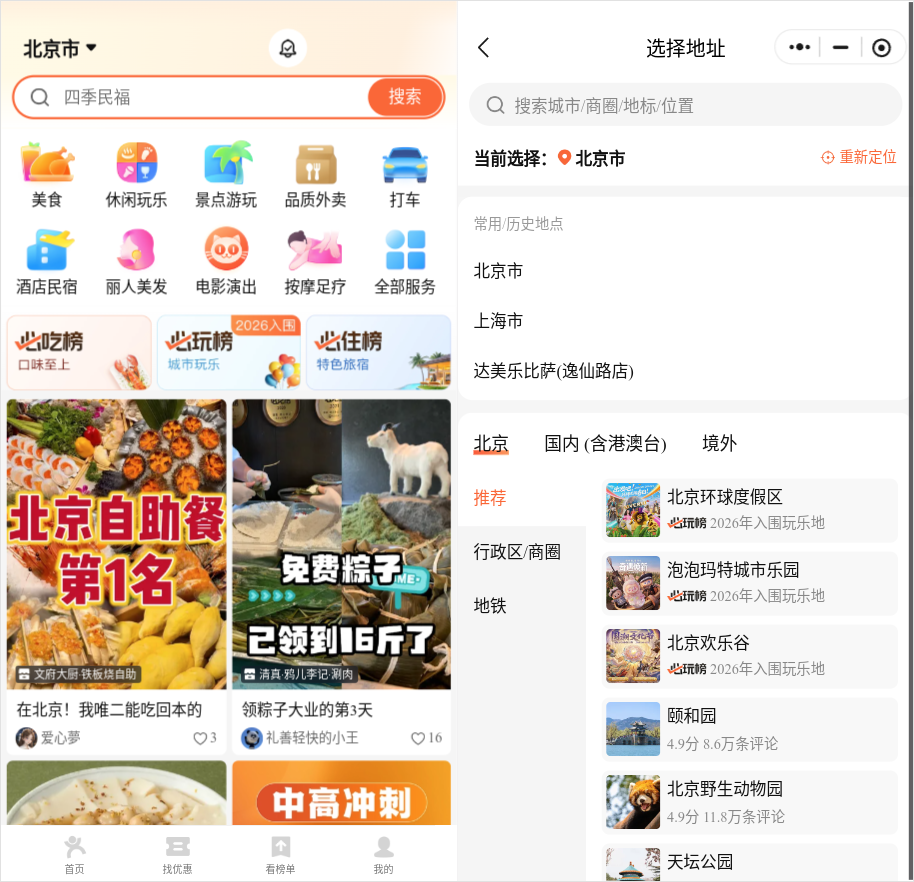 北京市
四季民福
搜索
美食
休闲玩乐
景点游玩
品质外卖
打车
酒店民宿
丽人美发
电影演出
按摩足疗
全部服务
必吃榜
口味至上
必玩榜
2026入围
城市玩乐
必住榜
特色旅宿
北京自助餐
第1名
文府大厨·铁板烧自助
在北京！我唯二能吃回本的
爱心夢
3
免费粽子
已领到16斤了
清真·鸦儿李记·涮肉
领粽子大业的第3天
礼善轻快的小王
16
中高冲刺
首页
找优惠
看榜单
我的
选择地址
搜索城市/商圈/地标/位置
当前选择：
北京市
重新定位
常用/历史地点
北京市
上海市
达美乐比萨(逸仙路店)
北京
国内 (含港澳台)
境外
推荐
行政区/商圈
地铁
北京环球度假区
必玩榜 2026年入围玩乐地
泡泡玛特城市乐园
必玩榜 2026年入围玩乐地
北京欢乐谷
必玩榜 2026年入围玩乐地
颐和园
4.9分 8.6万条评论
北京野生动物园
4.9分 11.8万条评论
天坛公园